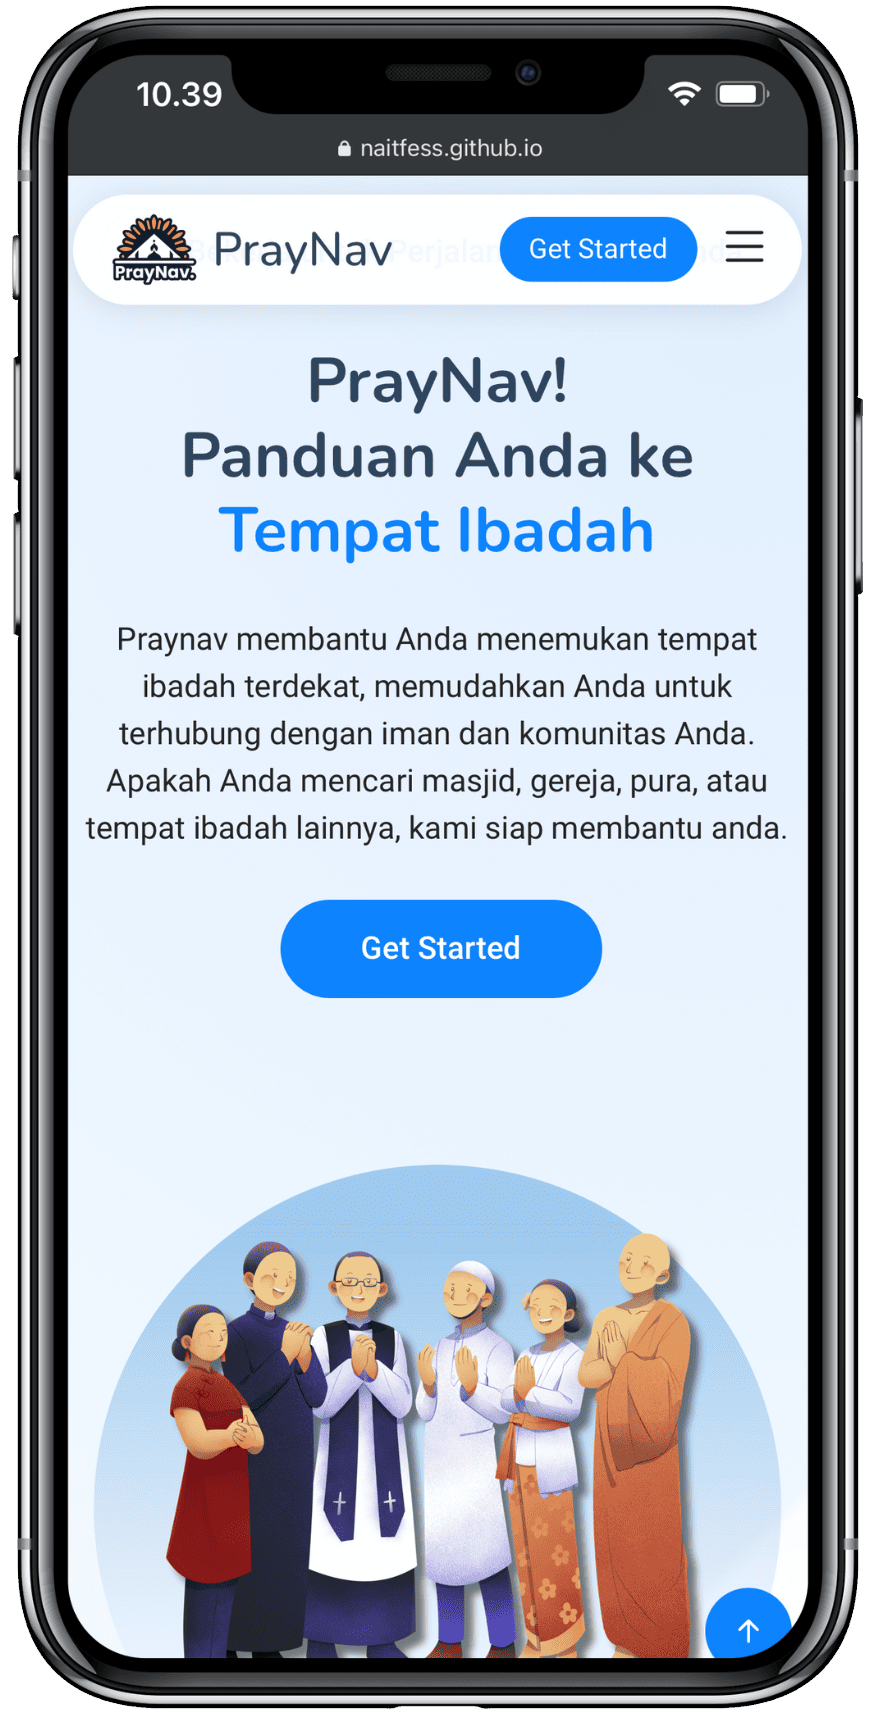 10.39
naitfess.github.io
PrayNav.
PrayNav
Get Started
PrayNav!
Panduan Anda ke
Tempat Ibadah
Praynav membantu Anda menemukan tempat
ibadah terdekat, memudahkan Anda untuk
terhubung dengan iman dan komunitas Anda.
Apakah Anda mencari masjid, gereja, pura, atau
tempat ibadah lainnya, kami siap membantu anda.
Get Started